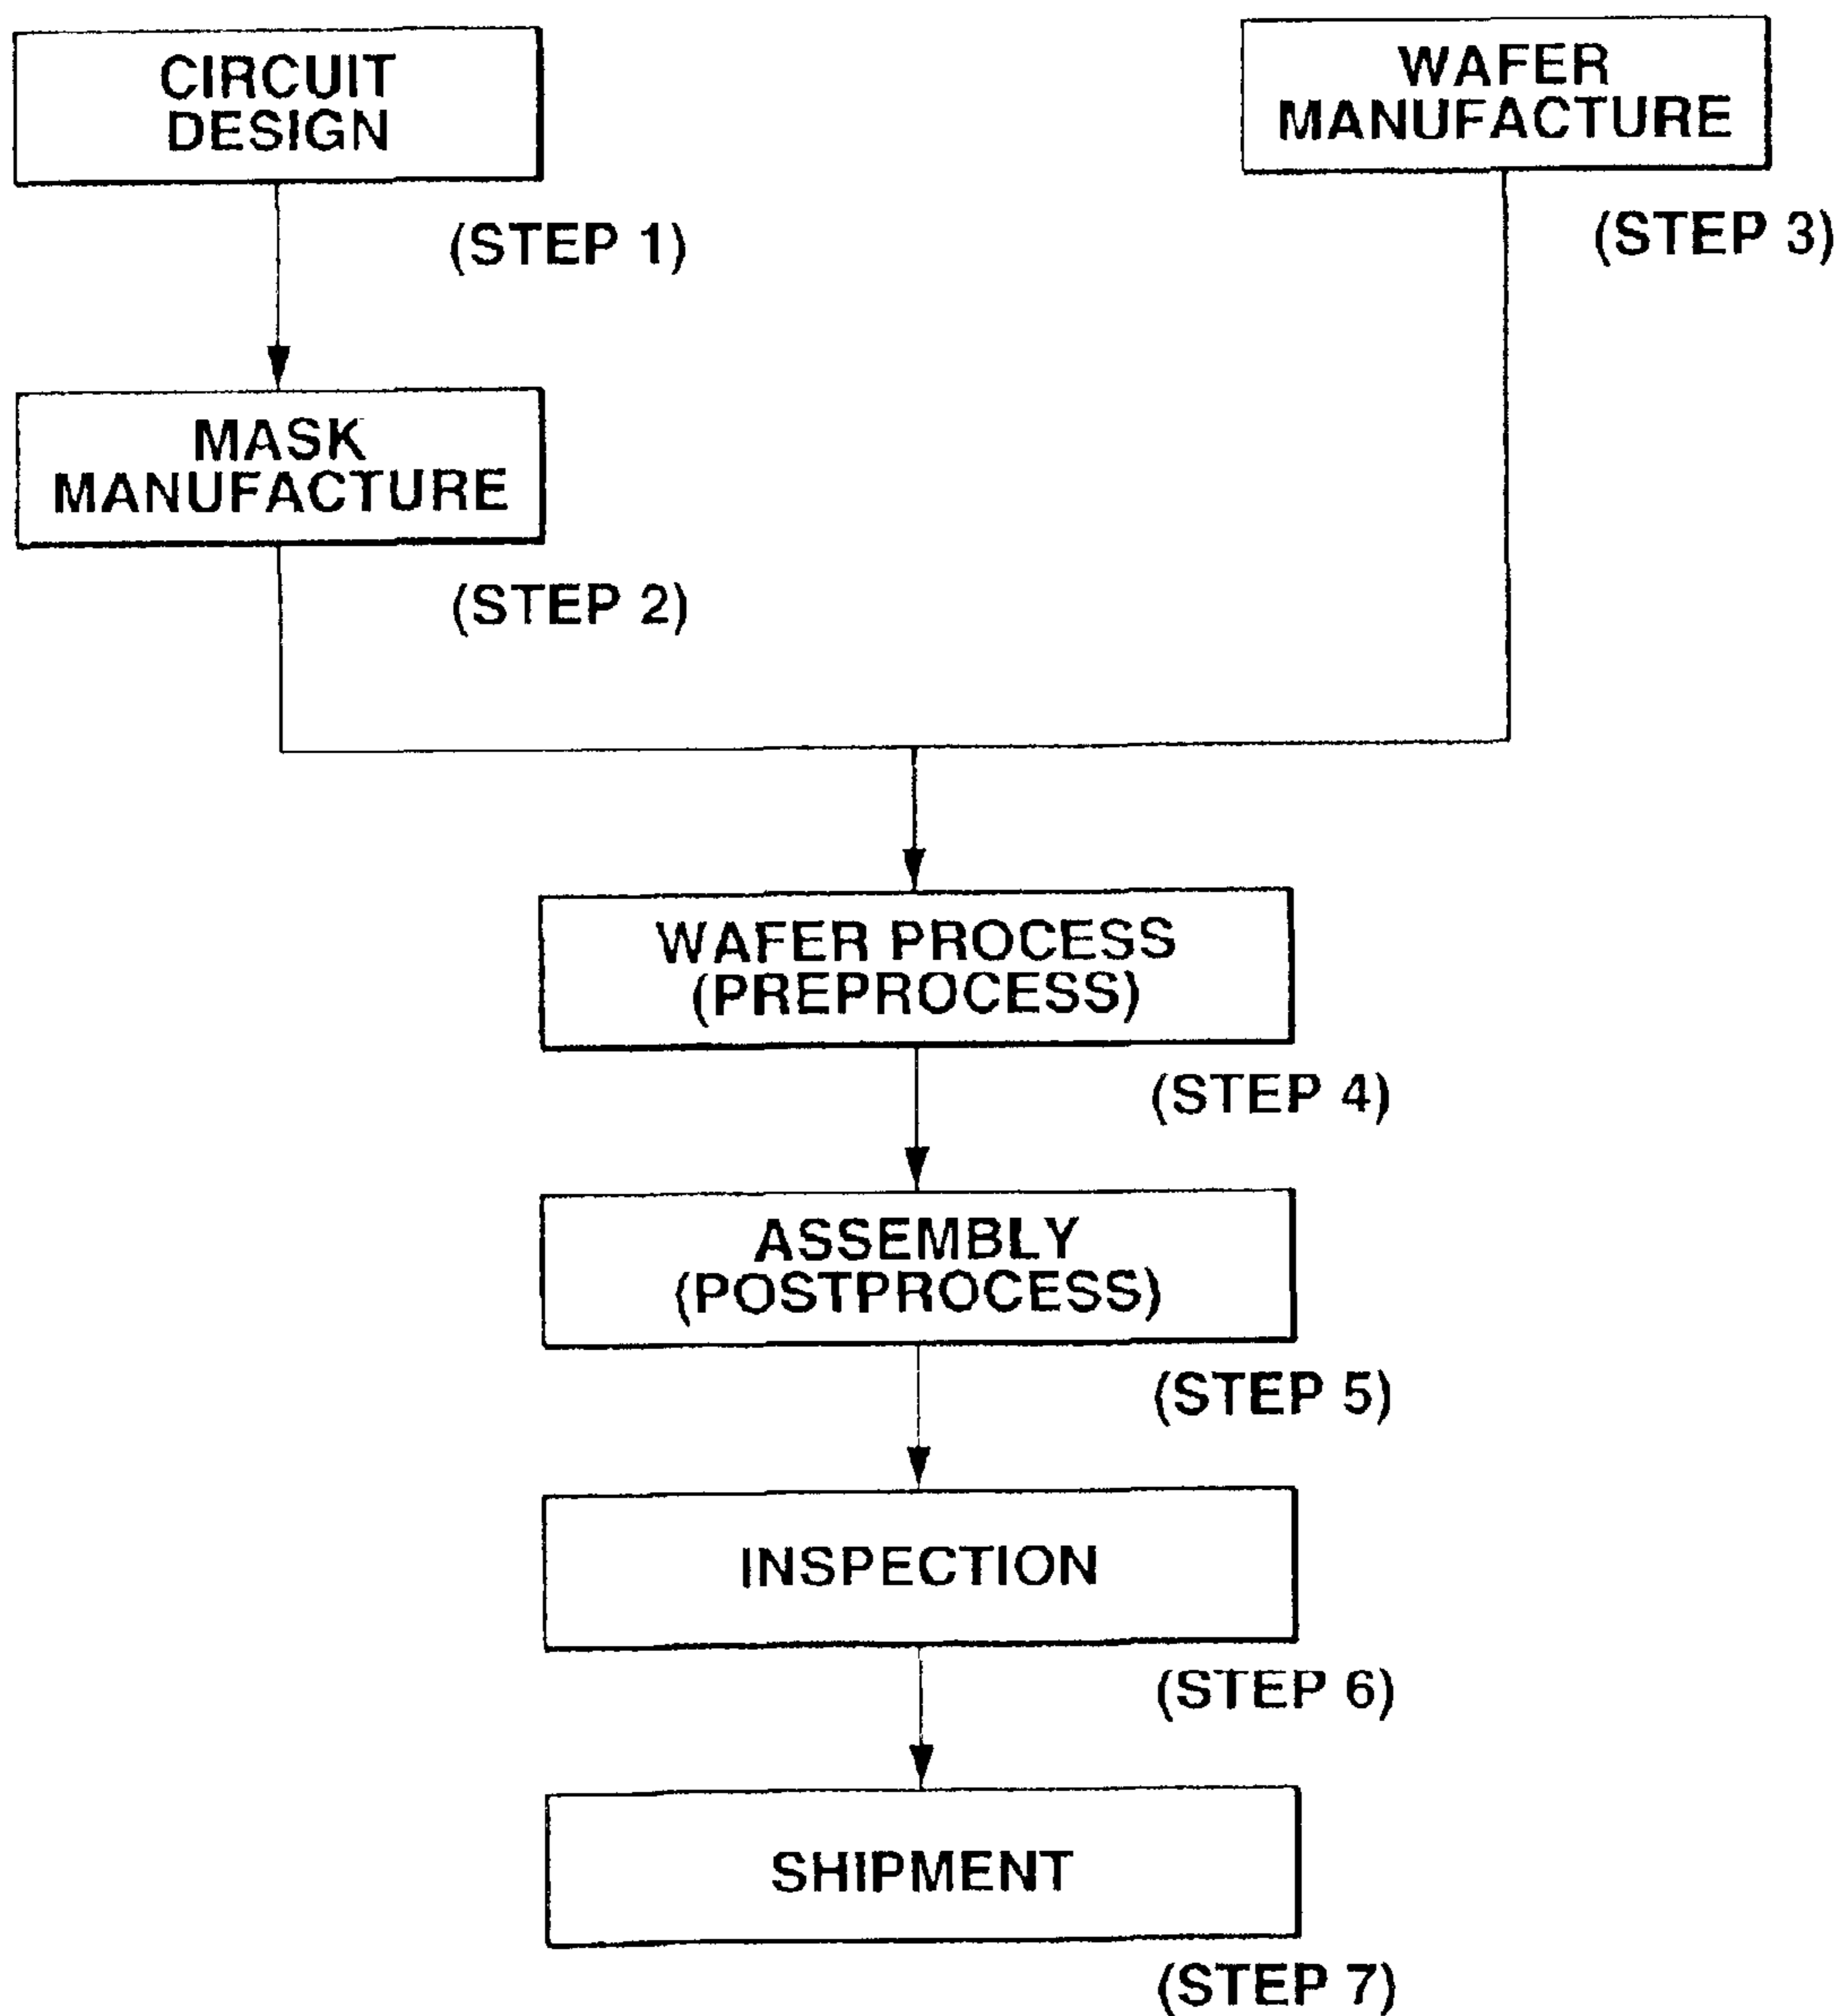 CIRCUIT
DESIGN
(STEP 1)
MASK
MANUFACTURE
(STEP 2)
WAFER
MANUFACTURE
(STEP 3)
WAFER PROCESS
(PREPROCESS)
(STEP 4)
ASSEMBLY
(POSTPROCESS)
(STEP 5)
INSPECTION
(STEP 6)
SHIPMENT
(STEP 7)